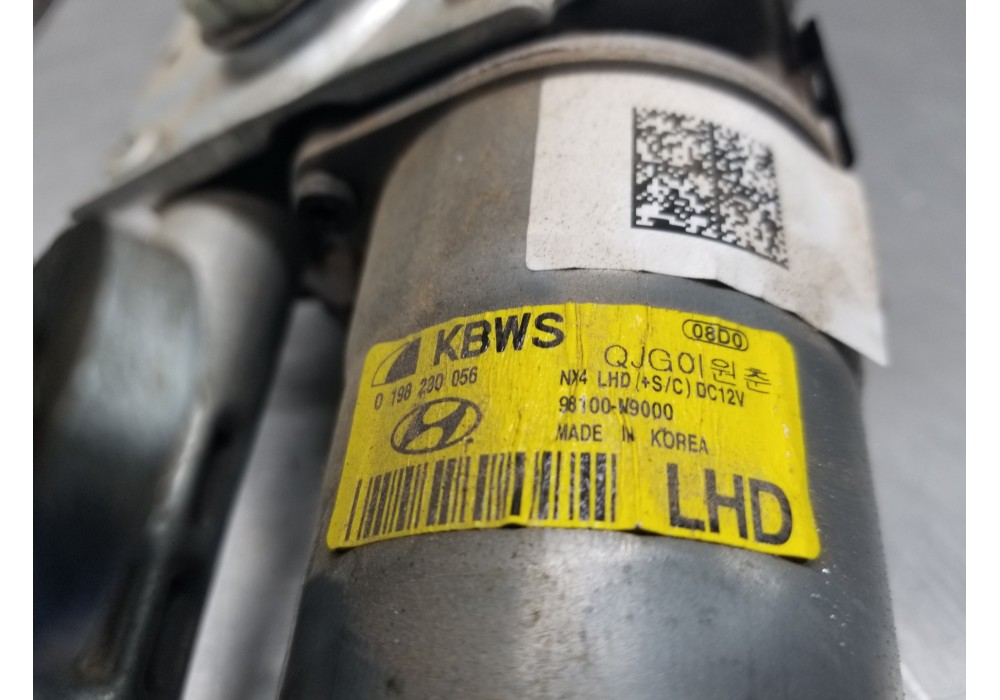 KBWS
08D0
QJG이원준
0 198 230 056
NX4 LHD (+S/C) DC12V
98100-N9000
MADE IN KOREA
LHD